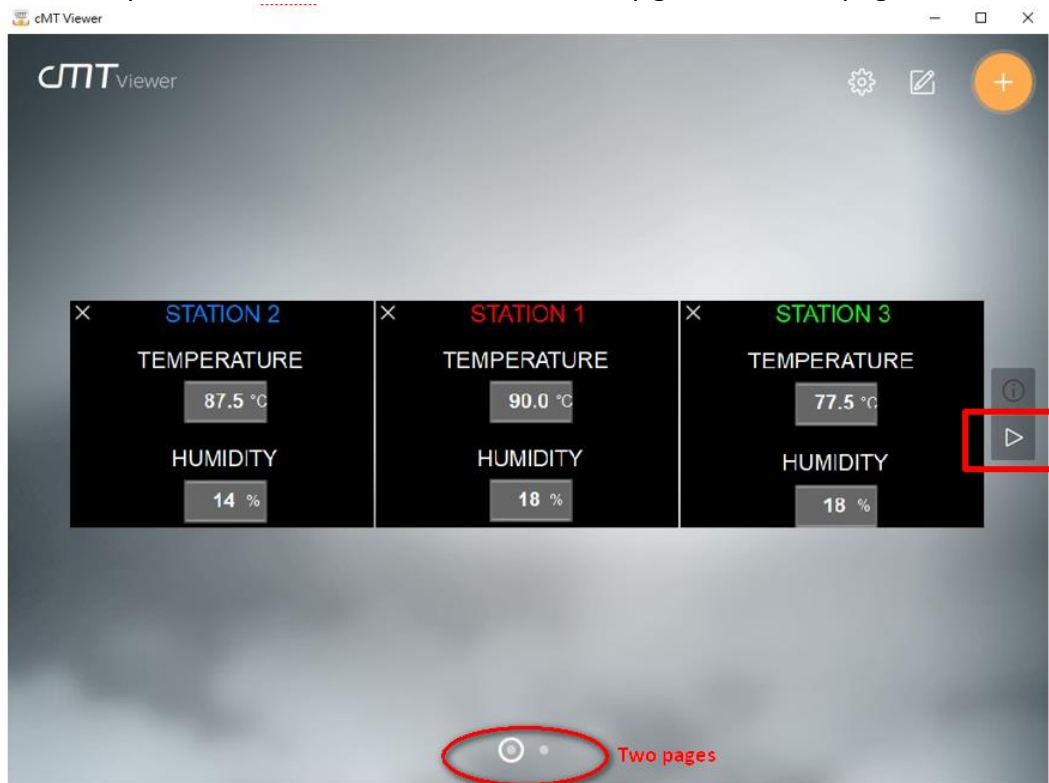 cMT Viewer
cMT Viewer
STATION 2
TEMPERATURE
87.5 °C
HUMIDITY
14 %
STATION 1
TEMPERATURE
90.0 °C
HUMIDITY
18 %
STATION 3
TEMPERATURE
77.5 °C
HUMIDITY
18 %
Two pages